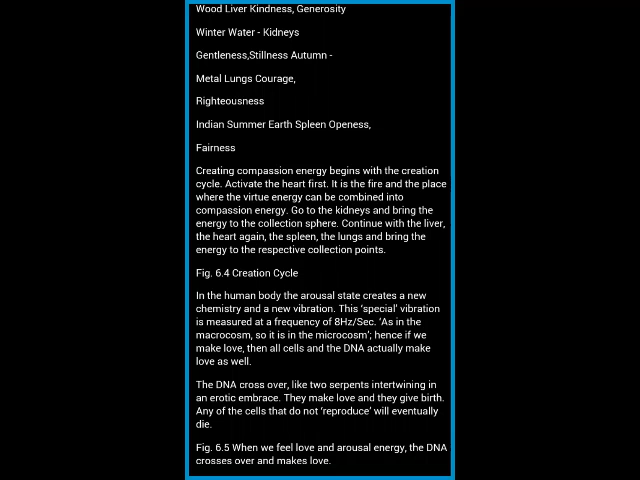 Wood Liver Kindness, Generosity
Winter Water - Kidneys
Gentleness,Stillness Autumn -
Metal Lungs Courage,
Righteousness
Indian Summer Earth Spleen Openess,
Fairness
Creating compassion energy begins with the creation
cycle. Activate the heart first. It is the fire and the place
where the virtue energy can be combined into
compassion energy. Go to the kidneys and bring the
energy to the collection sphere. Continue with the liver,
the heart again, the spleen, the lungs and bring the
energy to the respective collection points.
Fig. 6.4 Creation Cycle
In the human body the arousal state creates a new
chemistry and a new vibration. This ‘special’ vibration
is measured at a frequency of 8Hz/Sec. ‘As in the
macrocosm, so it is in the microcosm’; hence if we
make love, then all cells and the DNA actually make
love as well.
The DNA cross over, like two serpents intertwining in
an erotic embrace. They make love and they give birth.
Any of the cells that do not ‘reproduce’ will eventually
die.
Fig. 6.5 When we feel love and arousal energy, the DNA
crosses over and makes love.